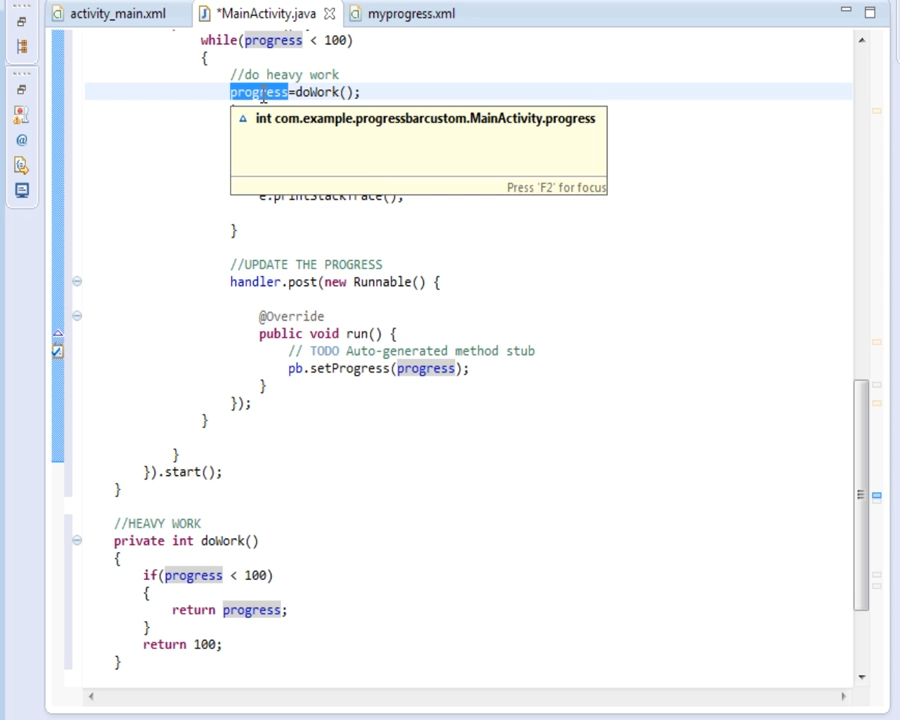 activity_main.xml
*MainActivity.java
myprogress.xml
while(progress < 100)
{
//do heavy work
progress=doWork();
int com.example.progressbarcustom.MainActivity.progress
Press 'F2' for focus
e.printStackTrace();
}
//UPDATE THE PROGRESS
handler.post(new Runnable() {
@Override
public void run() {
// TODO Auto-generated method stub
pb.setProgress(progress);
}
});
}
}
}).start();
}
//HEAVY WORK
private int doWork()
{
if(progress < 100)
{
return progress;
}
return 100;
}